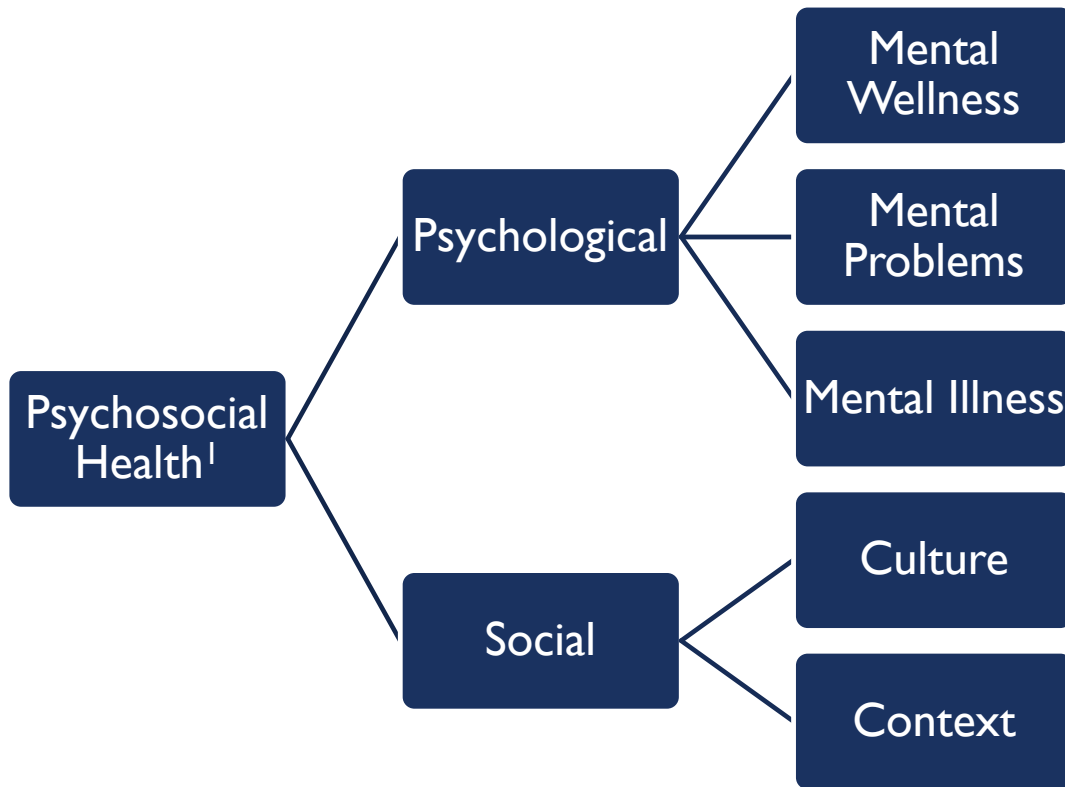 Psychosocial
Health¹
Psychological
Mental
Wellness
Mental
Problems
Mental Illness
Social
Culture
Context